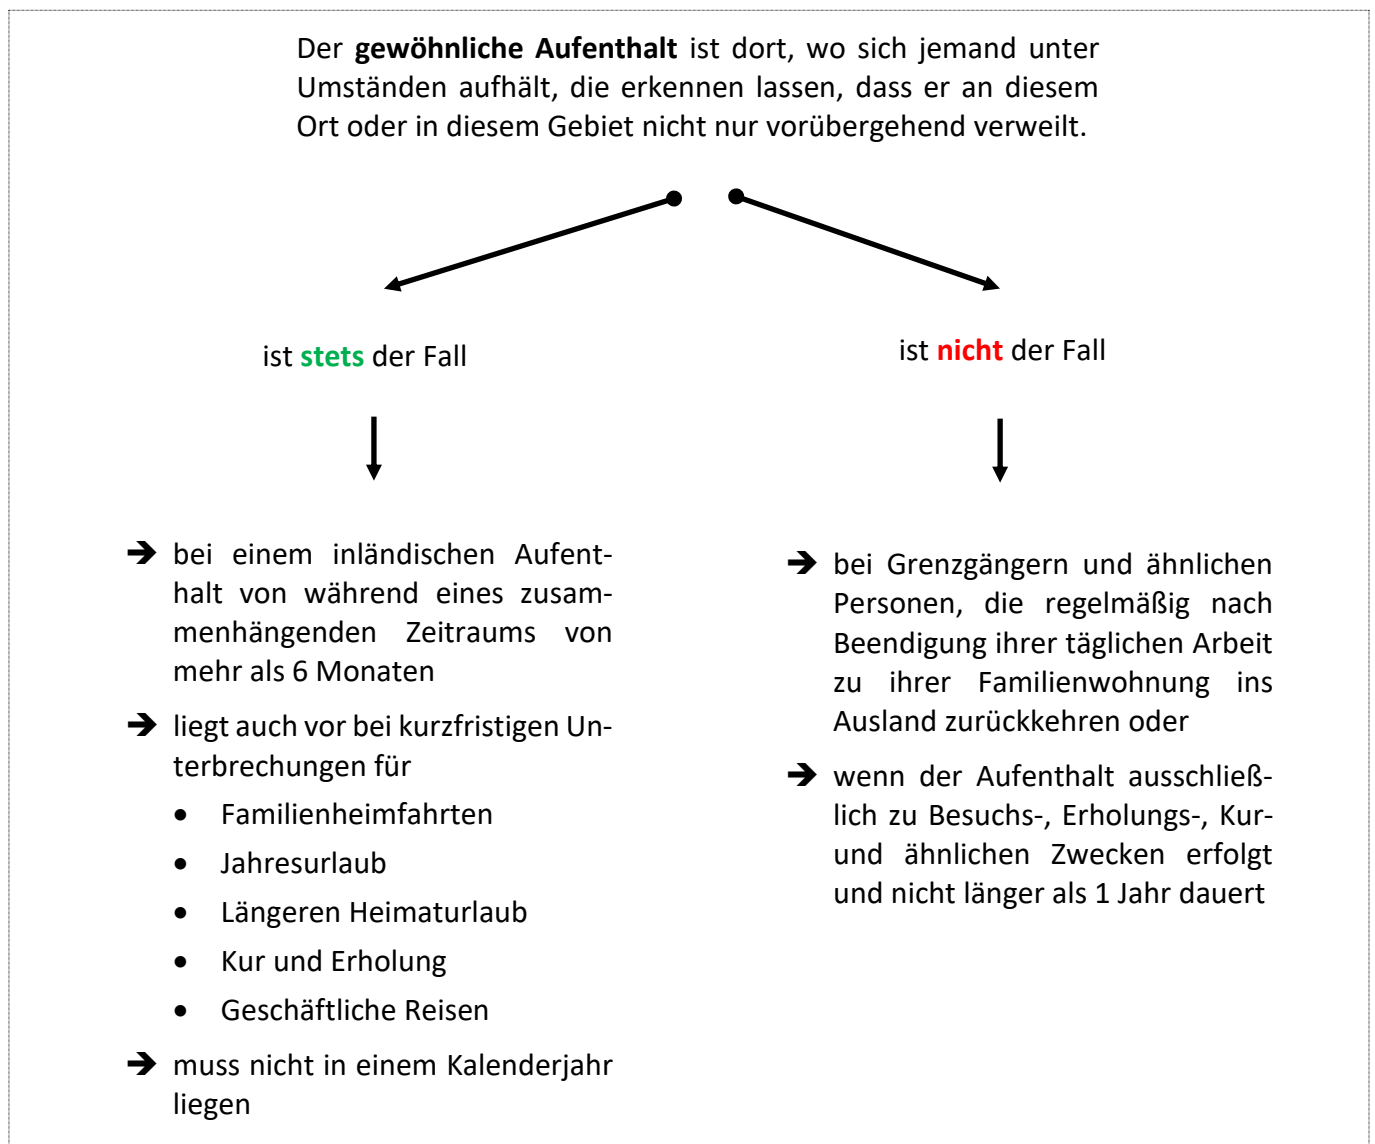 Der gewöhnliche Aufenthalt ist dort, wo sich jemand unter
Umständen aufhält, die erkennen lassen, dass er an diesem
Ort oder in diesem Gebiet nicht nur vorübergehend verweilt.
ist stets der Fall
➔ bei einem inländischen Aufent-
halt von während eines zusam-
menhängenden Zeitraums von
mehr als 6 Monaten
➔ liegt auch vor bei kurzfristigen Un-
terbrechungen für
• Familienheimfahrten
• Jahresurlaub
• Längeren Heimaturlaub
• Kur und Erholung
• Geschäftliche Reisen
➔ muss nicht in einem Kalenderjahr
liegen
ist nicht der Fall
➔ bei Grenzgängern und ähnlichen
Personen, die regelmäßig nach
Beendigung ihrer täglichen Arbeit
zu ihrer Familienwohnung ins
Ausland zurückkehren oder
➔ wenn der Aufenthalt ausschließ-
lich zu Besuchs-, Erholungs-, Kur-
und ähnlichen Zwecken erfolgt
und nicht länger als 1 Jahr dauert